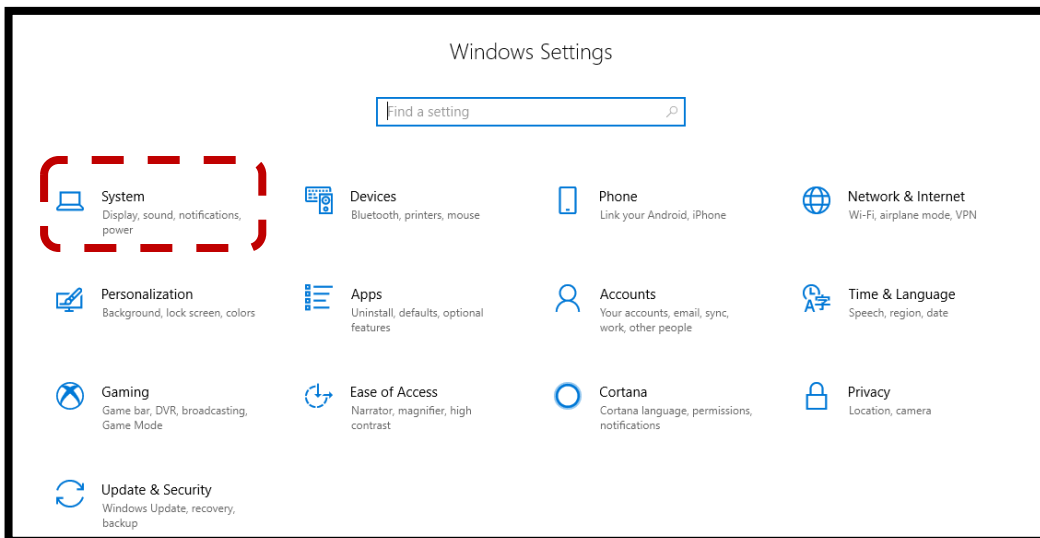 Windows Settings
Find a setting
System
Display, sound, notifications,
power
Devices
Bluetooth, printers, mouse
Phone
Link your Android, iPhone
Network & Internet
Wi-Fi, airplane mode, VPN
Personalization
Background, lock screen, colors
Apps
Uninstall, defaults, optional
features
Accounts
Your accounts, email, sync,
work, other people
Time & Language
Speech, region, date
Gaming
Game bar, DVR, broadcasting,
Game Mode
Ease of Access
Narrator, magnifier, high
contrast
Cortana
Cortana language, permissions,
notifications
Privacy
Location, camera
Update & Security
Windows Update, recovery,
backup